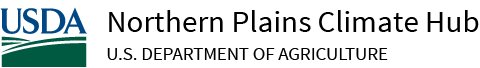 USDA
Northern Plains Climate Hub
U.S. DEPARTMENT OF AGRICULTURE